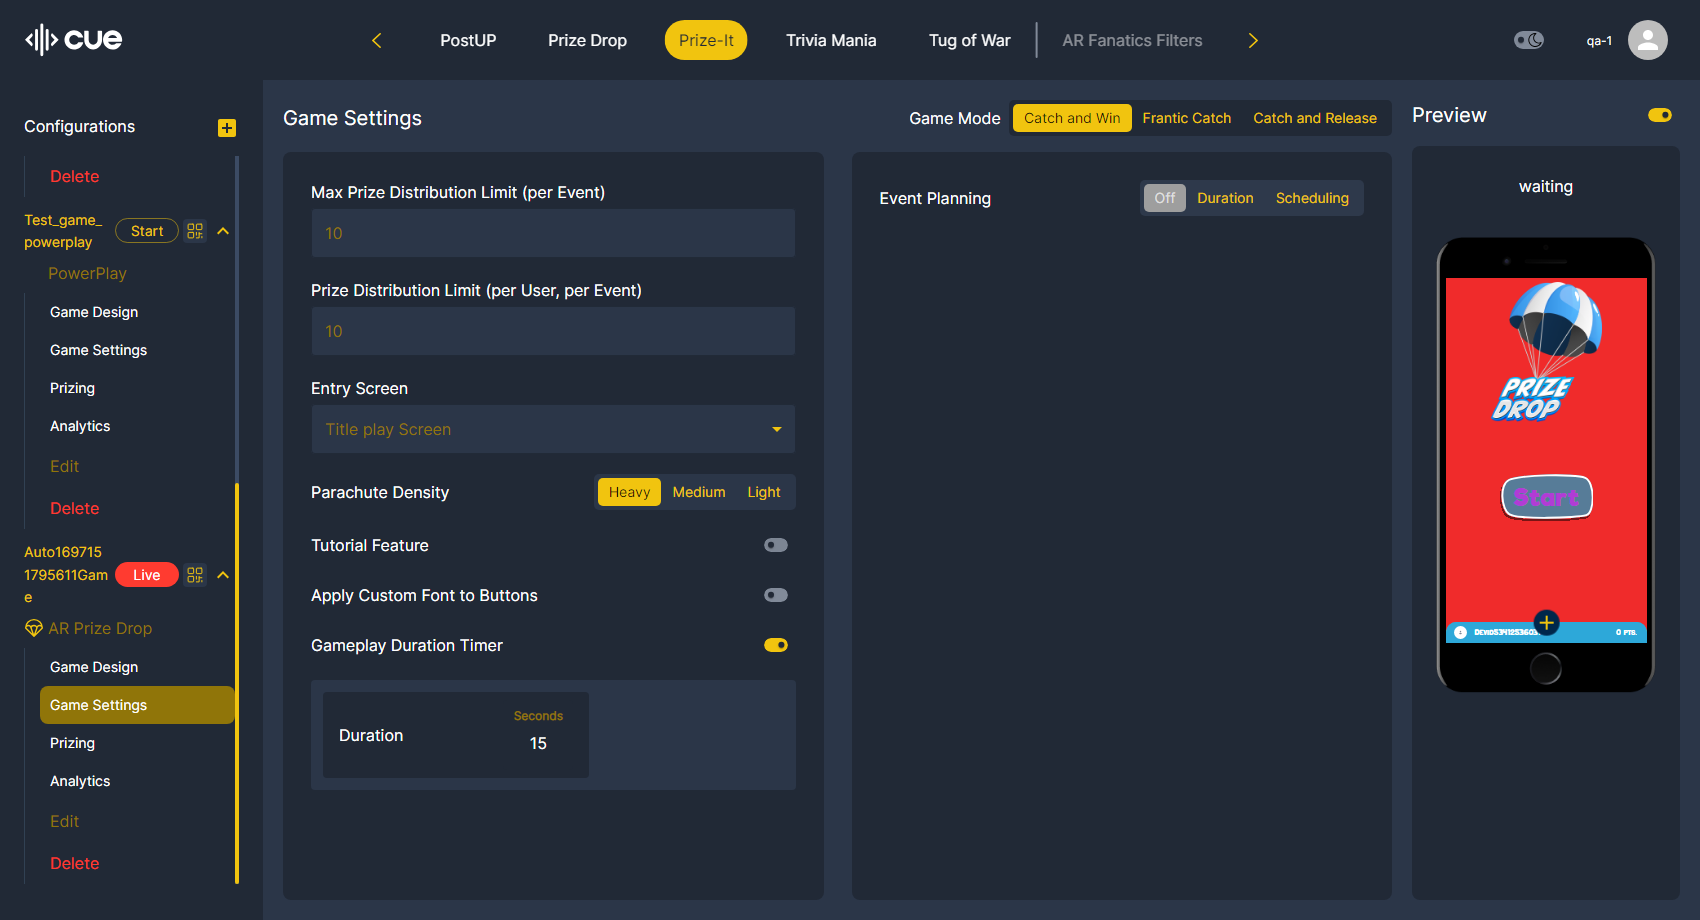 cue
PostUP
Prize Drop
Prize-It
Trivia Mania
Tug of War
AR Fanatics Filters
qa-1
Configurations
Delete
Test_game_
powerplay
Start
PowerPlay
Game Design
Game Settings
Prizing
Analytics
Edit
Delete
Auto169715
1795611Gam
e
Live
AR Prize Drop
Game Design
Game Settings
Prizing
Analytics
Edit
Delete
Game Settings
Game Mode
Catch and Win
Frantic Catch
Catch and Release
Max Prize Distribution Limit (per Event)
10
Prize Distribution Limit (per User, per Event)
10
Entry Screen
Title play Screen
Parachute Density
Heavy
Medium
Light
Tutorial Feature
Apply Custom Font to Buttons
Gameplay Duration Timer
Duration
Seconds
15
Event Planning
Off
Duration
Scheduling
Preview
waiting
PRIZE
DROP
Start
0 PTS.